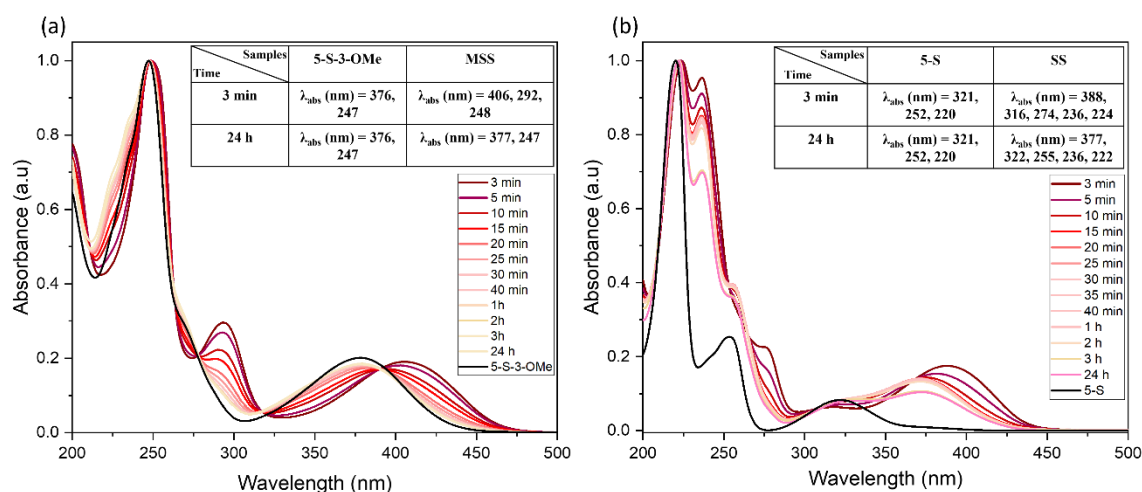 (a)
Samples
Time
5-S-3-OMe
MSS
3 min
λabs (nm) = 376,
247
λabs (nm) = 406, 292,
248
24 h
λabs (nm) = 376,
247
λabs (nm) = 377, 247
3 min
5 min
10 min
15 min
20 min
25 min
30 min
40 min
1h
2h
3h
24 h
5-S-3-OMe
Absorbance (a.u)
1.0
0.8
0.6
0.4
0.2
0.0
200 250 300 350 400 450 500
Wavelength (nm)
(b)
Samples
Time
5-S
SS
3 min
λabs (nm) = 321,
252, 220
λabs (nm) = 388,
316, 274, 236, 224
24 h
λabs (nm) = 321,
252, 220
λabs (nm) = 377,
322, 255, 236, 222
3 min
5 min
10 min
15 min
20 min
25 min
30 min
35 min
40 min
1 h
2 h
3 h
24 h
5-S
Absorbance (a.u)
1.0
0.8
0.6
0.4
0.2
0.0
200 250 300 350 400 450 500
Wavelength (nm)